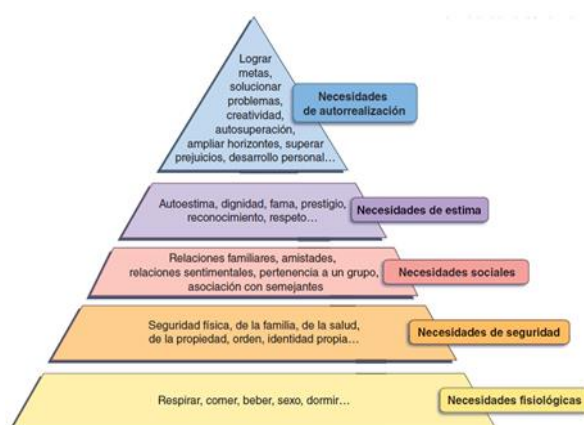 Lograr
metas,
solucionar
problemas,
creatividad,
autosuperación,
ampliar horizontes, superar
prejuicios, desarrollo personal...
Necesidades
de autorrealización
Autoestima, dignidad, fama, prestigio,
reconocimiento, respeto...
Necesidades de estima
Relaciones familiares, amistades,
relaciones sentimentales, pertenencia a un grupo,
asociación con semejantes
Necesidades sociales
Seguridad física, de la familia, de la salud,
de la propiedad, orden, identidad propia...
Necesidades de seguridad
Respirar, comer, beber, sexo, dormir...
Necesidades fisiológicas